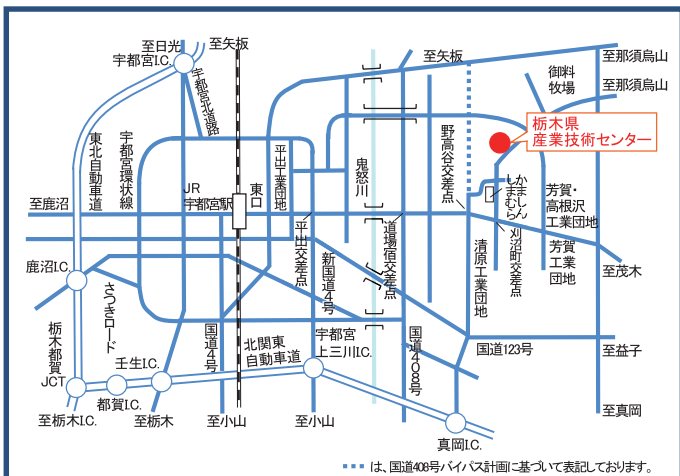 至日光
宇都宮I.C.
至矢板
宇都宮北道路
至矢板
至那須烏山
御料
牧場
至那須烏山
栃木県
産業技術センター
東北自動車道
宇都宮環状線
JR
宇都宮駅
東口
平出工業団地
鬼怒川
野高谷交差点
かましん
しまむら
芳賀・
高根沢
工業団地
至鹿沼
平出交差点
新国道4号
道場宿交差点
清原工業団地
刈沼町交差点
芳賀
工業
団地
至茂木
鹿沼I.C.
さつきロード
国道4号
北関東
自動車道
宇都宮
上三川I.C.
国道408号
国道123号
至益子
栃木都賀
JCT
壬生I.C.
都賀I.C.
至栃木I.C.
至栃木
至小山
至小山
真岡I.C.
至真岡
は、国道408号バイパス計画に基づいて表記しております。